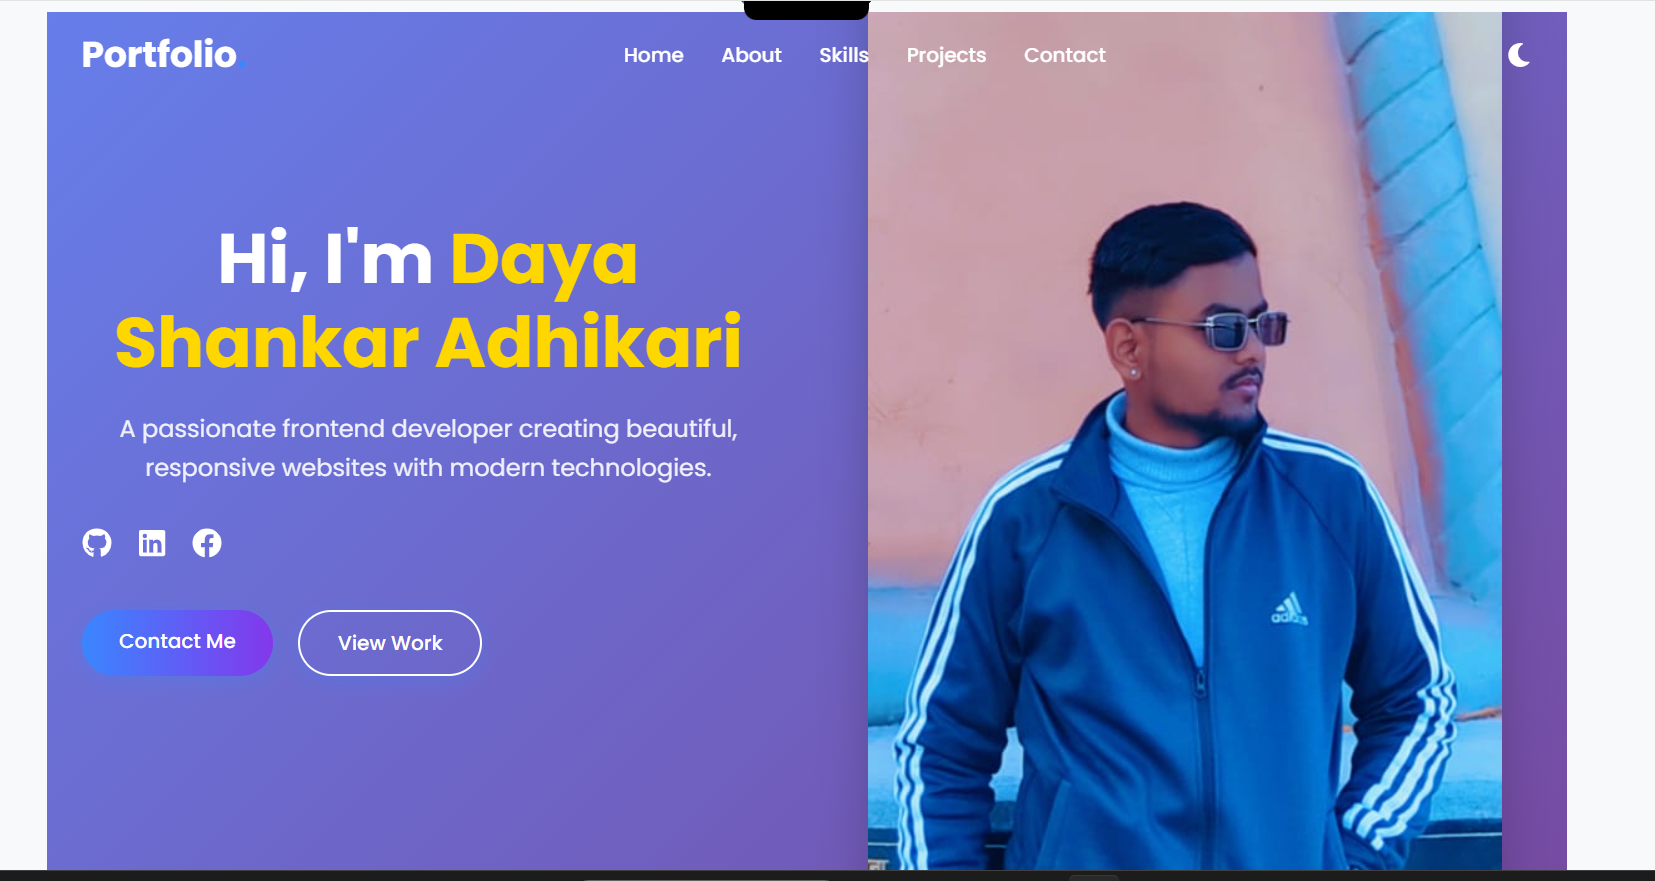 Portfolio.
Home About Skills Projects Contact
Hi, I'm Daya
Shankar Adhikari
A passionate frontend developer creating beautiful,
responsive websites with modern technologies.
in
Contact Me View Work
adidas